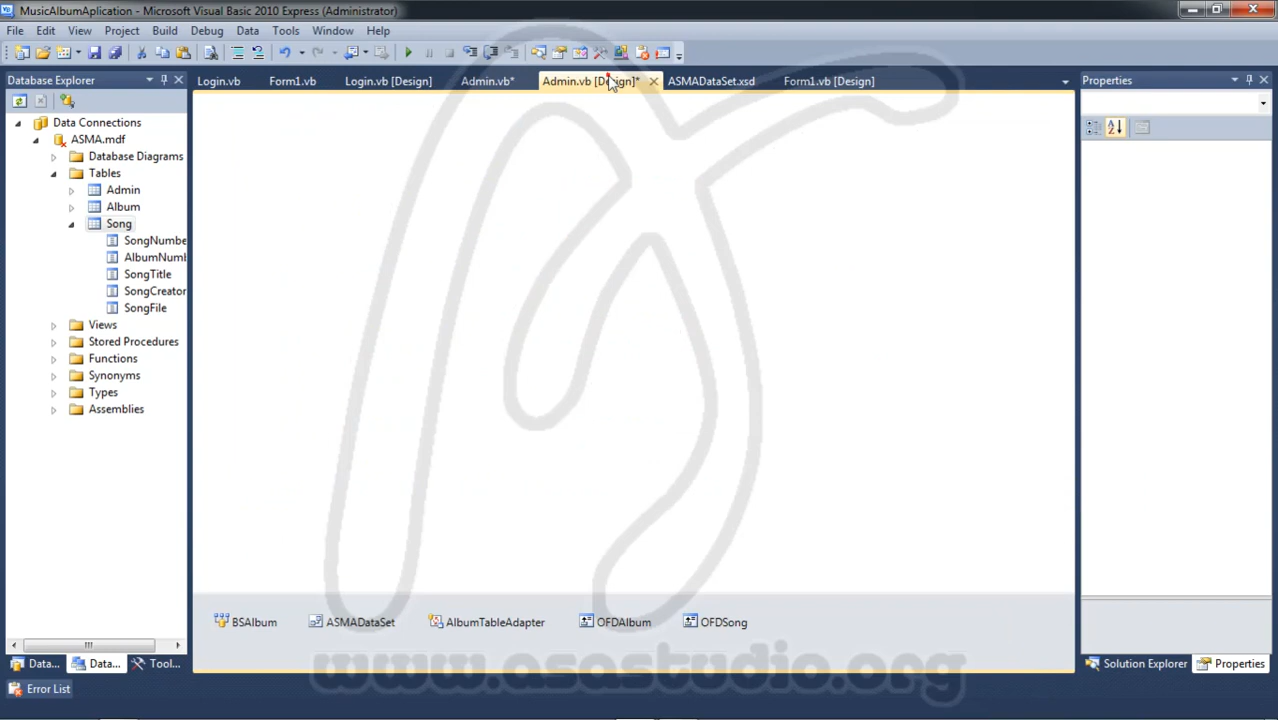 MusicAlbumAplication - Microsoft Visual Basic 2010 Express (Administrator)
File Edit View Project Build Debug Data Tools Window Help
Database Explorer
Login.vb Form1.vb Login.vb [Design] Admin.vb* Admin.vb [Design]* ASMADataSet.xsd Form1.vb [Design]
Properties
Data Connections
ASMA.mdf
Database Diagrams
Tables
Admin
Album
Song
SongNumbe
AlbumNuml
SongTitle
SongCreator
SongFile
Views
Stored Procedures
Functions
Synonyms
Types
Assemblies
BSAlbum ASMADataSet AlbumTableAdapter OFDAlbum OFDSong
Data... Data... Tool... Solution Explorer Properties
www.asastudio.org
Error List